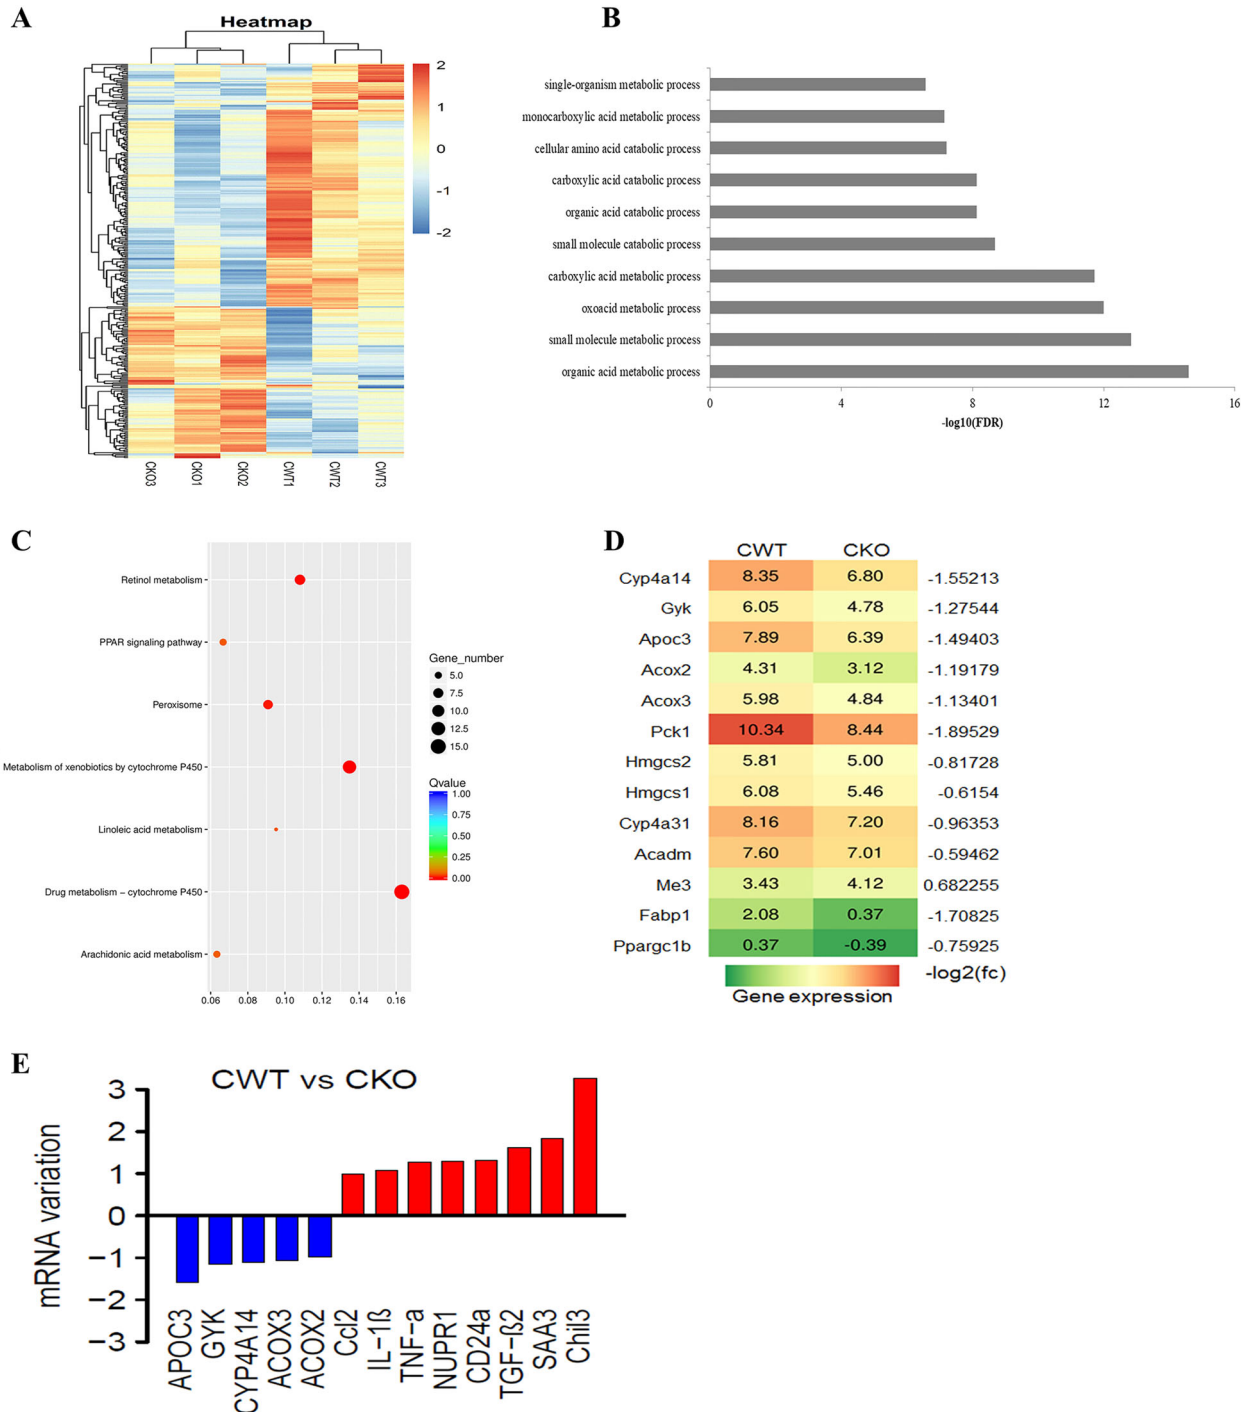 A
Heatmap
2
1
0
-1
-2
CKO3
CKO1
CKO2
CWT1
CWT2
CWT3
B
single-organism metabolic process
monocarboxylic acid metabolic process
cellular amino acid catabolic process
carboxylic acid catabolic process
organic acid catabolic process
small molecule catabolic process
carboxylic acid metabolic process
oxoacid metabolic process
small molecule metabolic process
organic acid metabolic process
0 4 8 12 16
-log10(FDR)
C
Retinol metabolism
PPAR signaling pathway
Peroxisome
Metabolism of xenobiotics by cytochrome P450
Linoleic acid metabolism
Drug metabolism − cytochrome P450
Arachidonic acid metabolism
0.06 0.08 0.10 0.12 0.14 0.16
Gene_number
5.0
7.5
10.0
12.5
15.0
Qvalue
1.00
0.75
0.50
0.25
0.00
D
CWT CKO
Cyp4a14 8.35 6.80 -1.55213
Gyk 6.05 4.78 -1.27544
Apoc3 7.89 6.39 -1.49403
Acox2 4.31 3.12 -1.19179
Acox3 5.98 4.84 -1.13401
Pck1 10.34 8.44 -1.89529
Hmgcs2 5.81 5.00 -0.81728
Hmgcs1 6.08 5.46 -0.6154
Cyp4a31 8.16 7.20 -0.96353
Acadm 7.60 7.01 -0.59462
Me3 3.43 4.12 0.682255
Fabp1 2.08 0.37 -1.70825
Ppargc1b 0.37 -0.39 -0.75925
-log2(fc)
Gene expression
E
CWT vs CKO
mRNA variation
3
2
1
0
−1
−2
−3
APOC3
GYK
CYP4A14
ACOX3
ACOX2
Ccl2
IL−1ß
TNF−a
NUPR1
CD24a
TGF−ß2
SAA3
Chil3